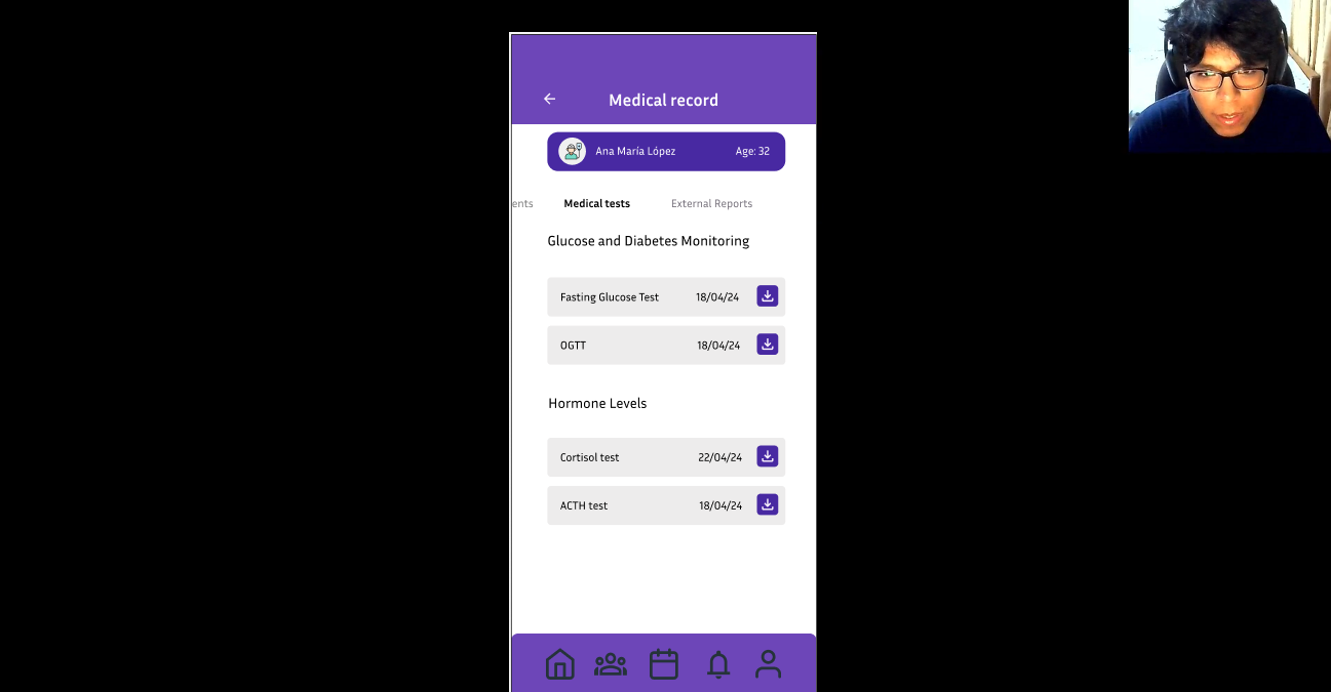 Medical record
Ana María López Age: 32
ents Medical tests External Reports
Glucose and Diabetes Monitoring
Fasting Glucose Test 18/04/24
OGTT 18/04/24
Hormone Levels
Cortisol test 22/04/24
ACTH test 18/04/24